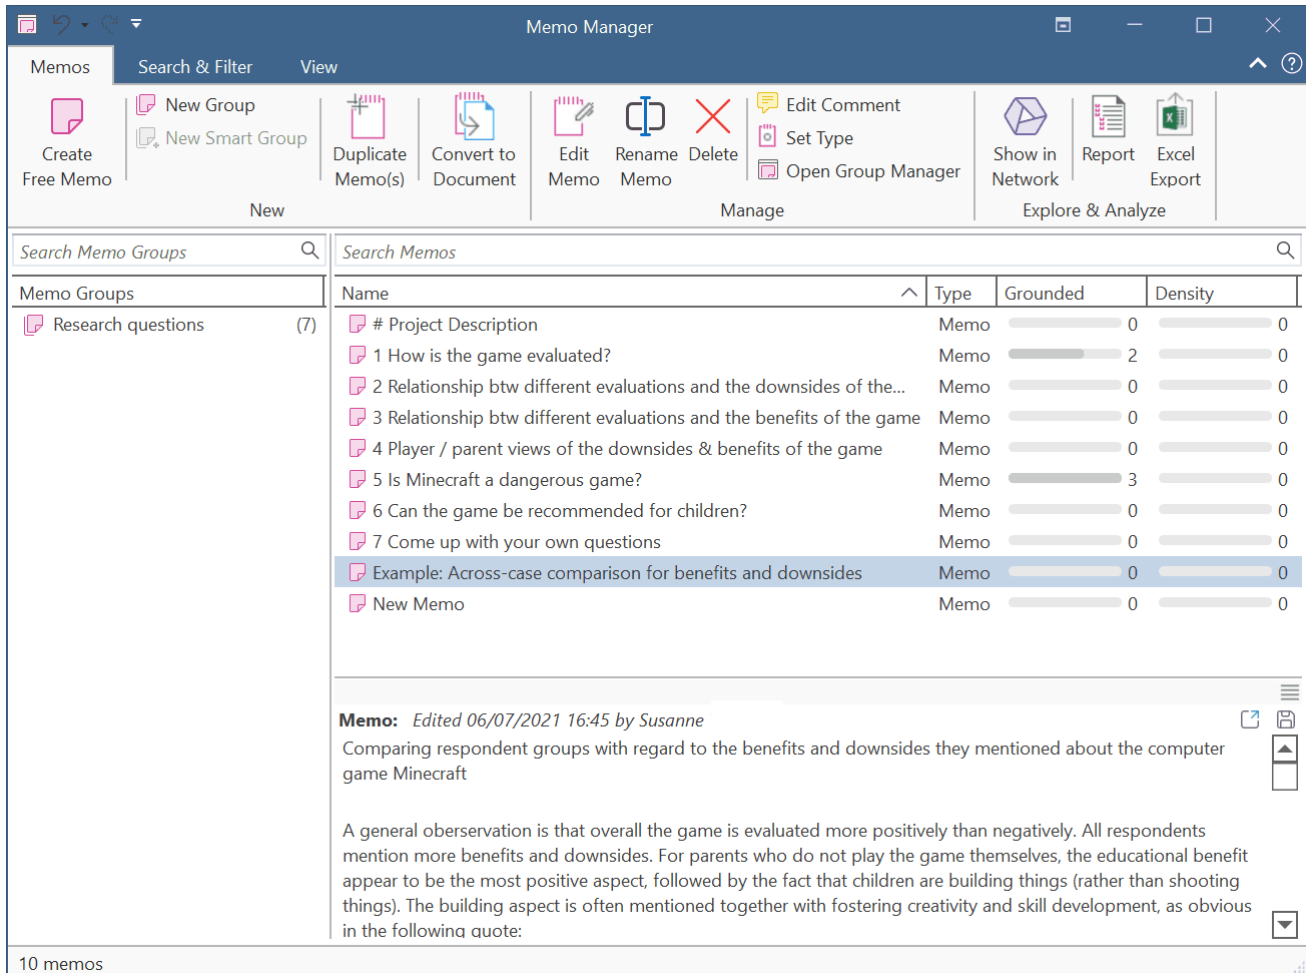 Memo Manager
Memos Search & Filter View
Create Free Memo
New Group
New Smart Group
Duplicate Memo(s)
Convert to Document
New
Edit Memo
Rename Memo
Delete
Edit Comment
Set Type
Open Group Manager
Manage
Show in Network
Report
Excel Export
Explore & Analyze
Search Memo Groups
Search Memos
Memo Groups
Research questions (7)
Name Type Grounded Density
# Project Description Memo 0 0
1 How is the game evaluated? Memo 2 0
2 Relationship btw different evaluations and the downsides of the... Memo 0 0
3 Relationship btw different evaluations and the benefits of the game Memo 0 0
4 Player / parent views of the downsides & benefits of the game Memo 0 0
5 Is Minecraft a dangerous game? Memo 3 0
6 Can the game be recommended for children? Memo 0 0
7 Come up with your own questions Memo 0 0
Example: Across-case comparison for benefits and downsides Memo 0 0
New Memo Memo 0 0
Memo: Edited 06/07/2021 16:45 by Susanne
Comparing respondent groups with regard to the benefits and downsides they mentioned about the computer
game Minecraft
A general oberservation is that overall the game is evaluated more positively than negatively. All respondents
mention more benefits and downsides. For parents who do not play the game themselves, the educational benefit
appear to be the most positive aspect, followed by the fact that children are building things (rather than shooting
things). The building aspect is often mentioned together with fostering creativity and skill development, as obvious
in the following quote:
10 memos